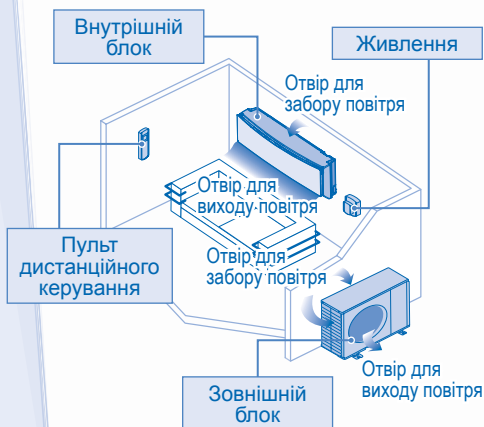 Внутрішній
блок
Живлення
Отвір для
забору повітря
Отвір для
виходу повітря
Пульт
дистанційного
керування
Отвір для
забору повітря
Отвір для
виходу повітря
Зовнішній
блок